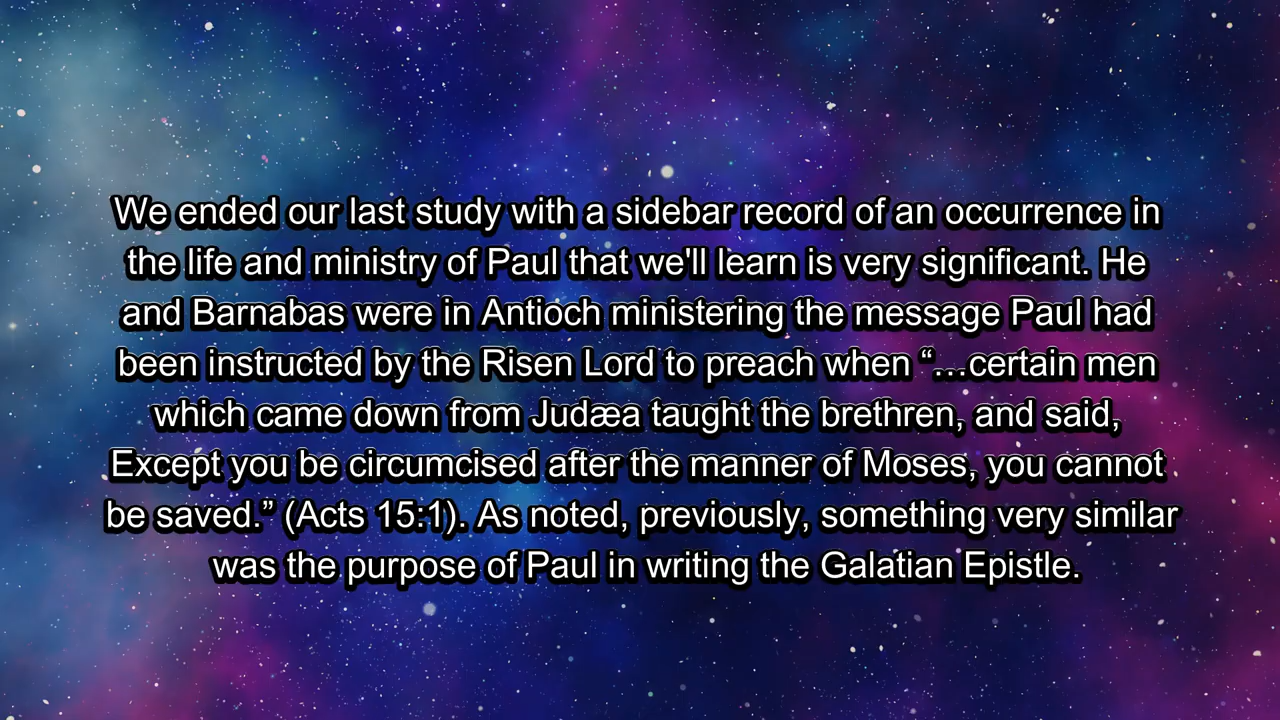 We ended our last study with a sidebar record of an occurrence in
the life and ministry of Paul that we'll learn is very significant. He
and Barnabas were in Antioch ministering the message Paul had
been instructed by the Risen Lord to preach when “…certain men
which came down from Judæa taught the brethren, and said,
Except you be circumcised after the manner of Moses, you cannot
be saved.” (Acts 15:1). As noted, previously, something very similar
was the purpose of Paul in writing the Galatian Epistle.